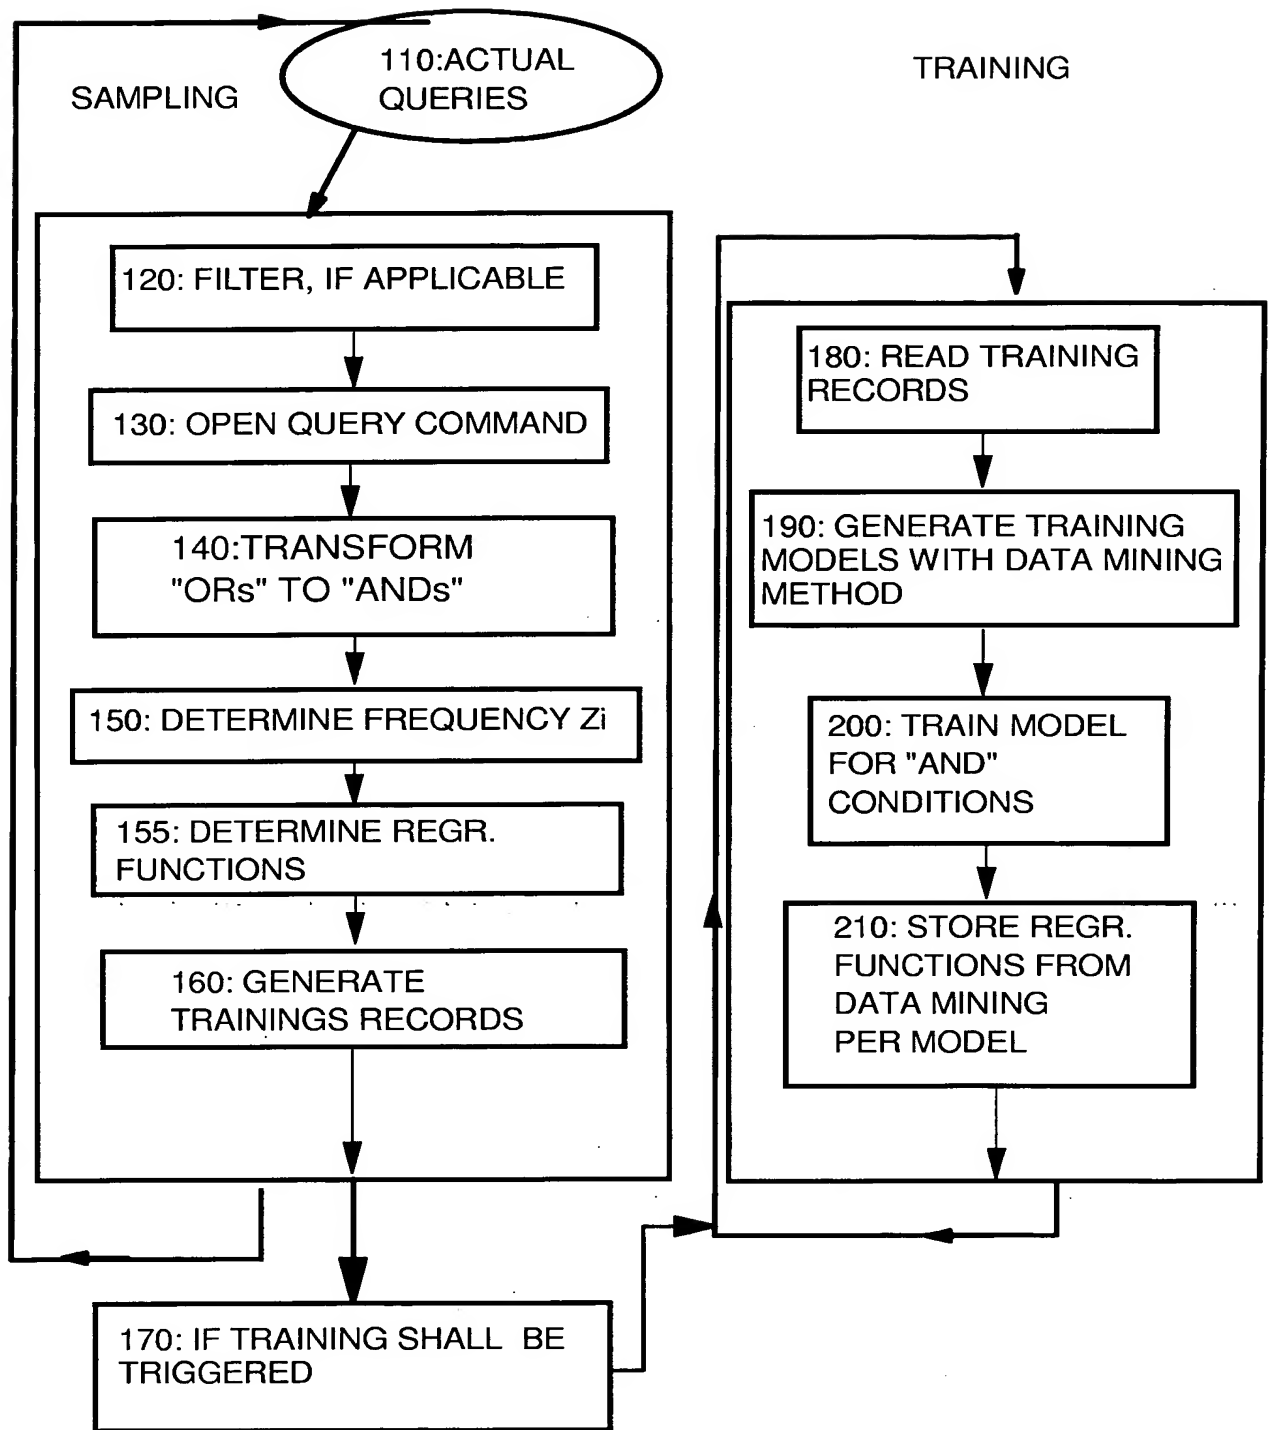 SAMPLING
110:ACTUAL
QUERIES
120: FILTER, IF APPLICABLE
130: OPEN QUERY COMMAND
140:TRANSFORM
"ORs" TO "ANDs"
150: DETERMINE FREQUENCY Zi
155: DETERMINE REGR.
FUNCTIONS
160: GENERATE
TRAININGS RECORDS
170: IF TRAINING SHALL BE
TRIGGERED
TRAINING
180: READ TRAINING
RECORDS
190: GENERATE TRAINING
MODELS WITH DATA MINING
METHOD
200: TRAIN MODEL
FOR "AND"
CONDITIONS
210: STORE REGR.
FUNCTIONS FROM
DATA MINING
PER MODEL